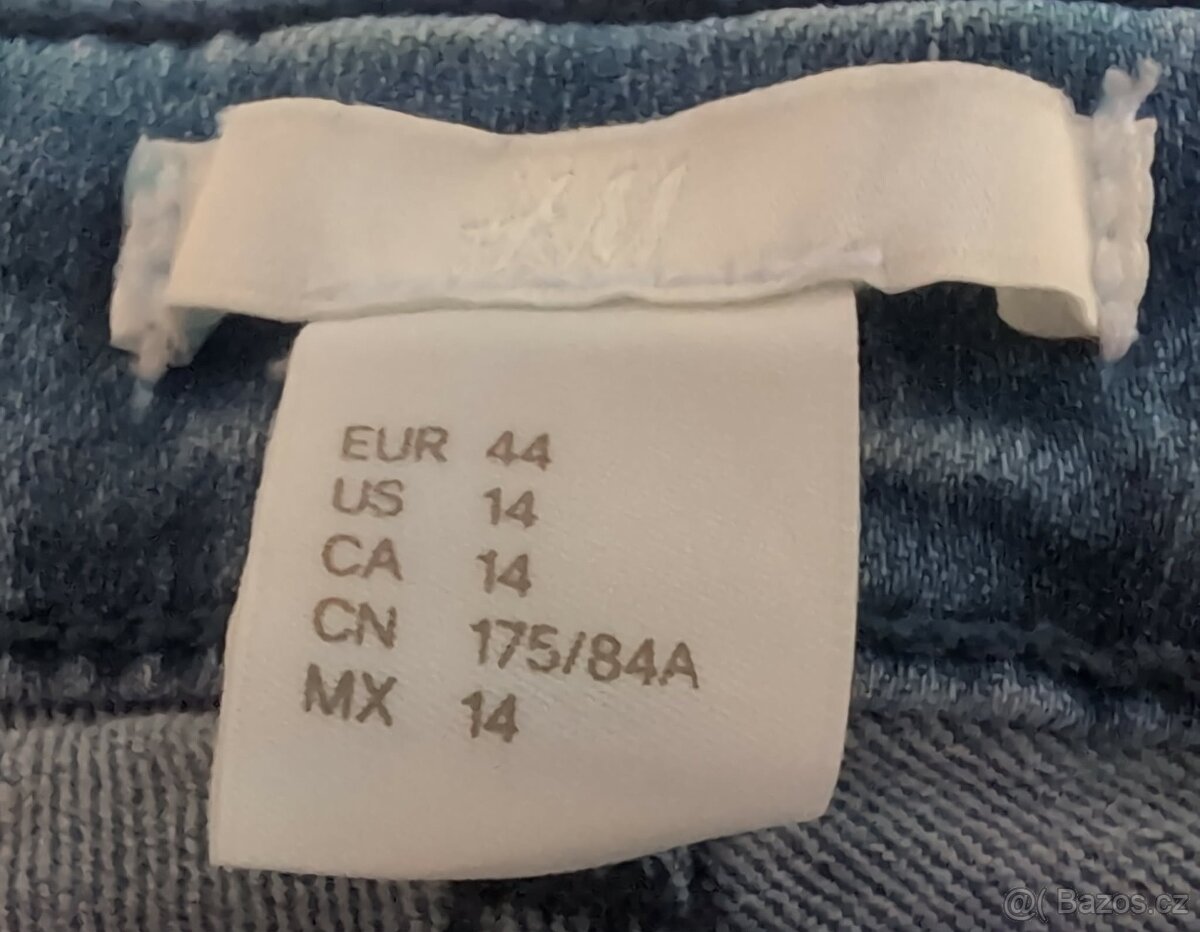 H&M
EUR 44
US 14
CA 14
CN 175/84A
MX 14
@( Bazos.cz